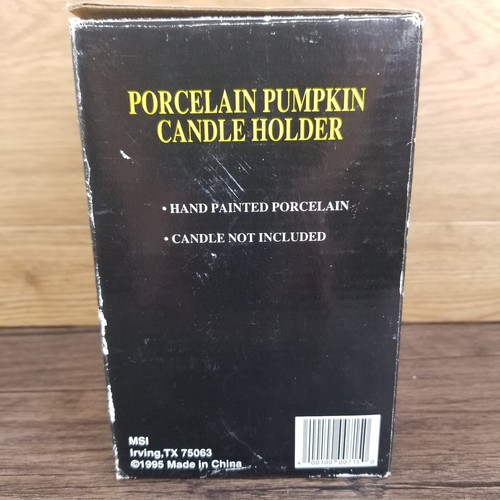 PORCELAIN PUMPKIN
CANDLE HOLDER
• HAND PAINTED PORCELAIN
• CANDLE NOT INCLUDED
MSI
Irving,TX 75063
©1995 Made in China